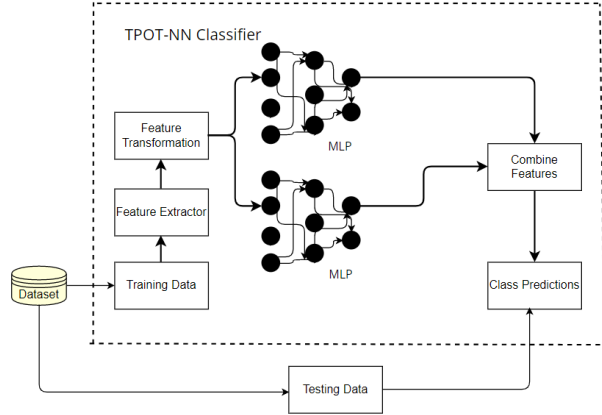 TPOT-NN Classifier
Feature
Transformation
MLP
Combine
Features
Feature Extractor
Dataset
Training Data
MLP
Class Predictions
Testing Data